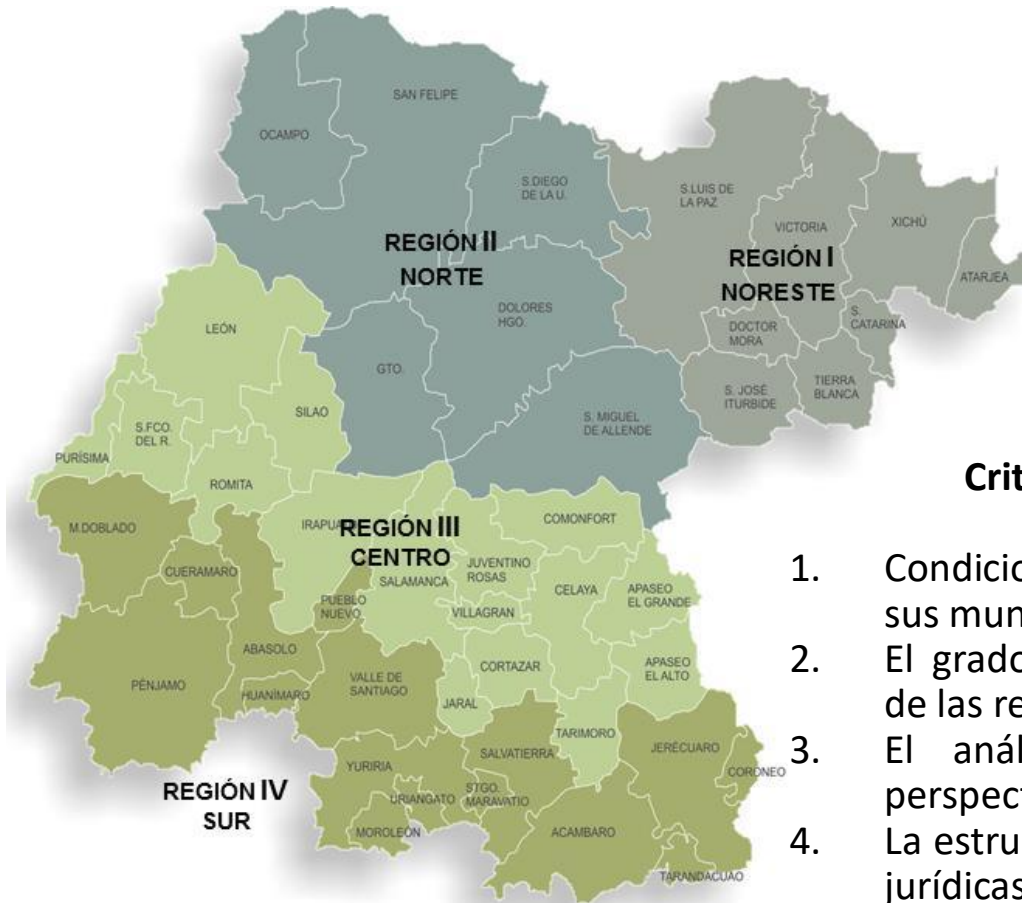 SAN FELIPE
OCAMPO
S.DIEGO
DE LA U.
S.LUIS DE
LA PAZ
VICTORIA
XICHÚ
REGIÓN II
NORTE
REGIÓN I
NORESTE
ATARJEA
LEÓN
DOLORES
HGO.
DOCTOR
MORA
S.
CATARINA
GTO.
S. JOSÉ
ITURBIDE
TIERRA
BLANCA
SILAO
S. MIGUEL
DE ALLENDE
S.FCO.
DEL R.
PURÍSIMA
ROMITA
M.DOBLADO
REGIÓN III
CENTRO
COMONFORT
CUERAMARO
SALAMANCA
JUVENTINO
ROSAS
CELAYA
APASEO
EL GRANDE
PUEBLO
NUEVO
VILLAGRAN
ABASOLO
CORTAZAR
APASEO
EL ALTO
PÉNJAMO
HUANÍMARO
VALLE DE
SANTIAGO
JARAL
TARIMORO
SALVATIERRA
JERÉCUARO
YURIRIA
CORONEO
REGIÓN IV
SUR
URIANGATO
STGO.
MARAVATIO
MOROLEÓN
ACAMBARO
TARANDACUAO
Crit
1. Condicio
sus mun
2. El grado
de las re
3. El anál
perspect
4. La estru
jurídicas